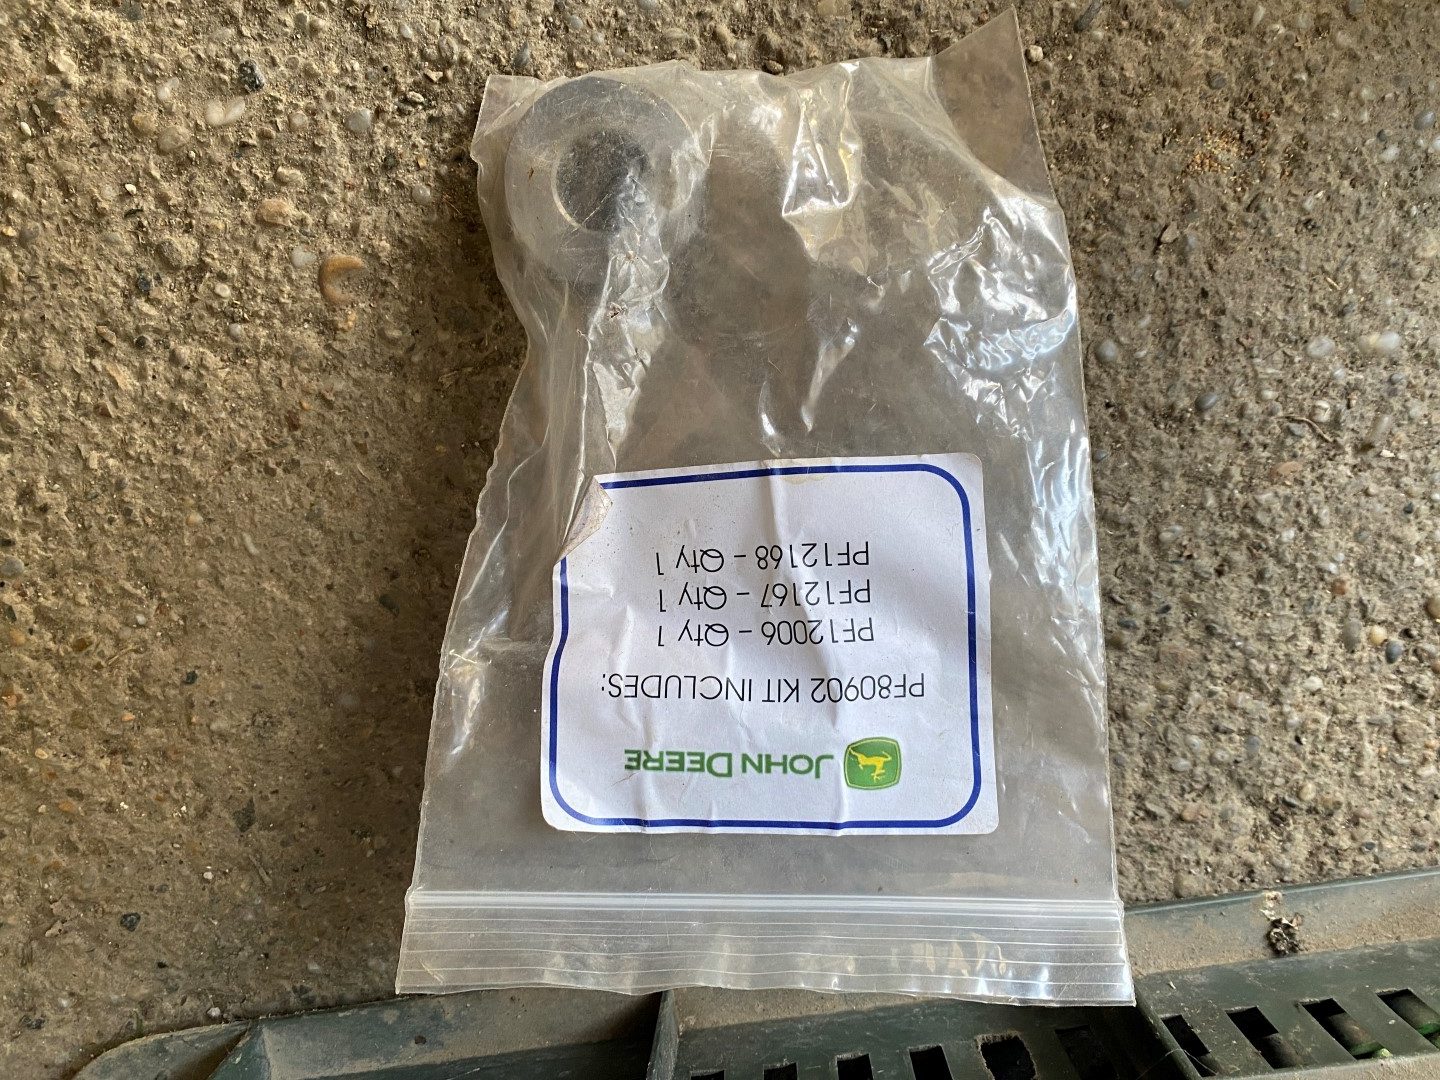 JOHN DEERE
PF80902 KIT INCLUDES:
PF12006 - Qty 1
PF12167 - Qty 1
PF12168 - Qty 1